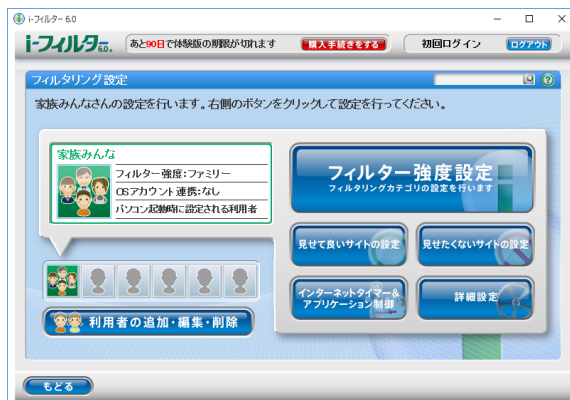 i-フィルター 6.0
i-フィルター 6.0. あと90日で体験版の期限が切れます 購入手続きをする 初回ログイン ログアウト
フィルタリング設定
家族みんなさんの設定を行います。右側のボタンをクリックして設定を行ってください。
家族みんな
フィルター強度:ファミリー
OSアカウント連携:なし
パソコン起動時に設定される利用者
フィルター強度設定
フィルタリングカテゴリの設定を行います
見せて良いサイトの設定
見せたくないサイトの設定
インターネットタイマー&
アプリケーション制御
詳細設定
利用者の追加・編集・削除
もどる